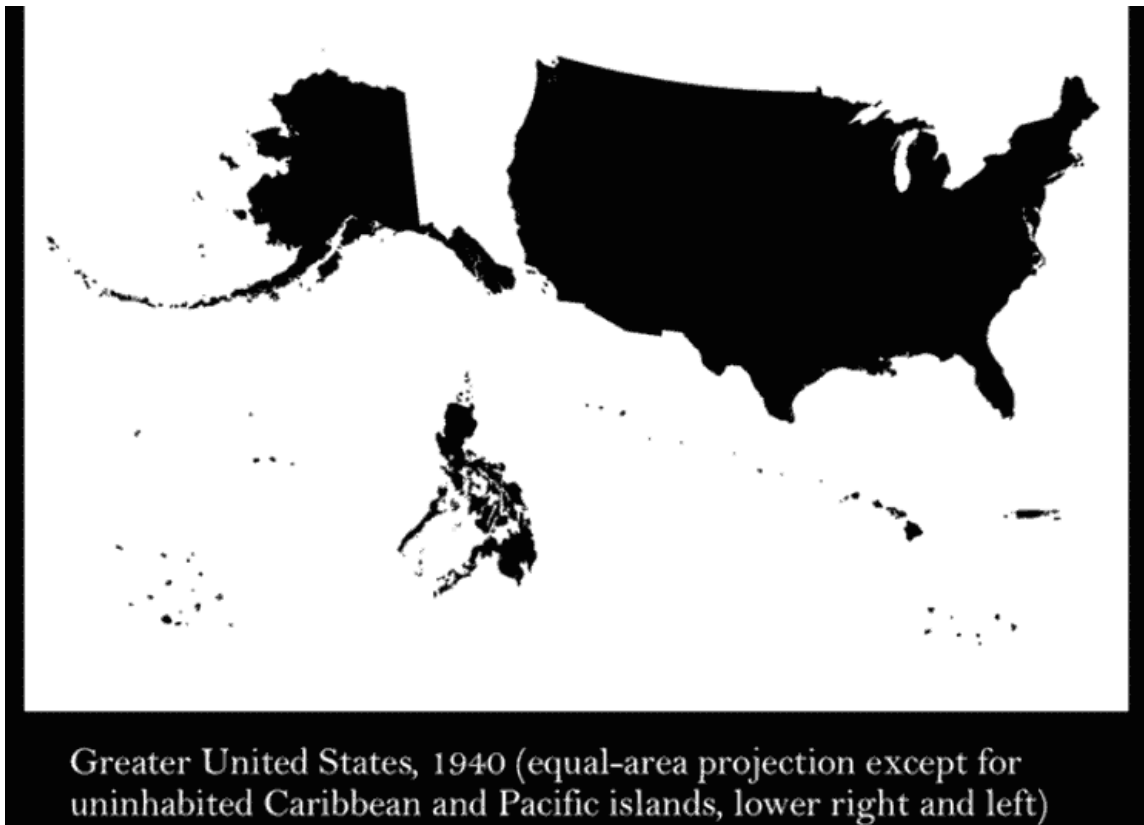 Greater United States, 1940 (equal-area projection except for
uninhabited Caribbean and Pacific islands, lower right and left)